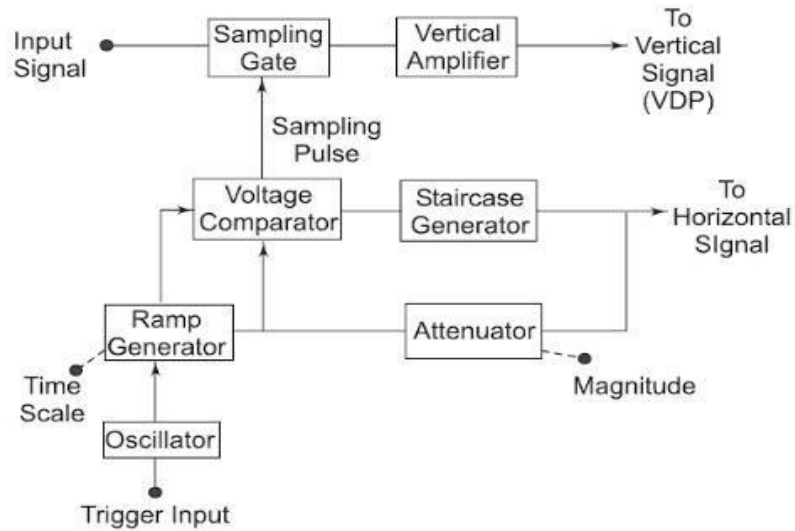 Input
Signal
Sampling
Gate
Vertical
Amplifier
To
Vertical
Signal
(VDP)
Sampling
Pulse
Voltage
Comparator
Staircase
Generator
To
Horizontal
SIgnal
Ramp
Generator
Attenuator
Time
Scale
Magnitude
Oscillator
Trigger Input